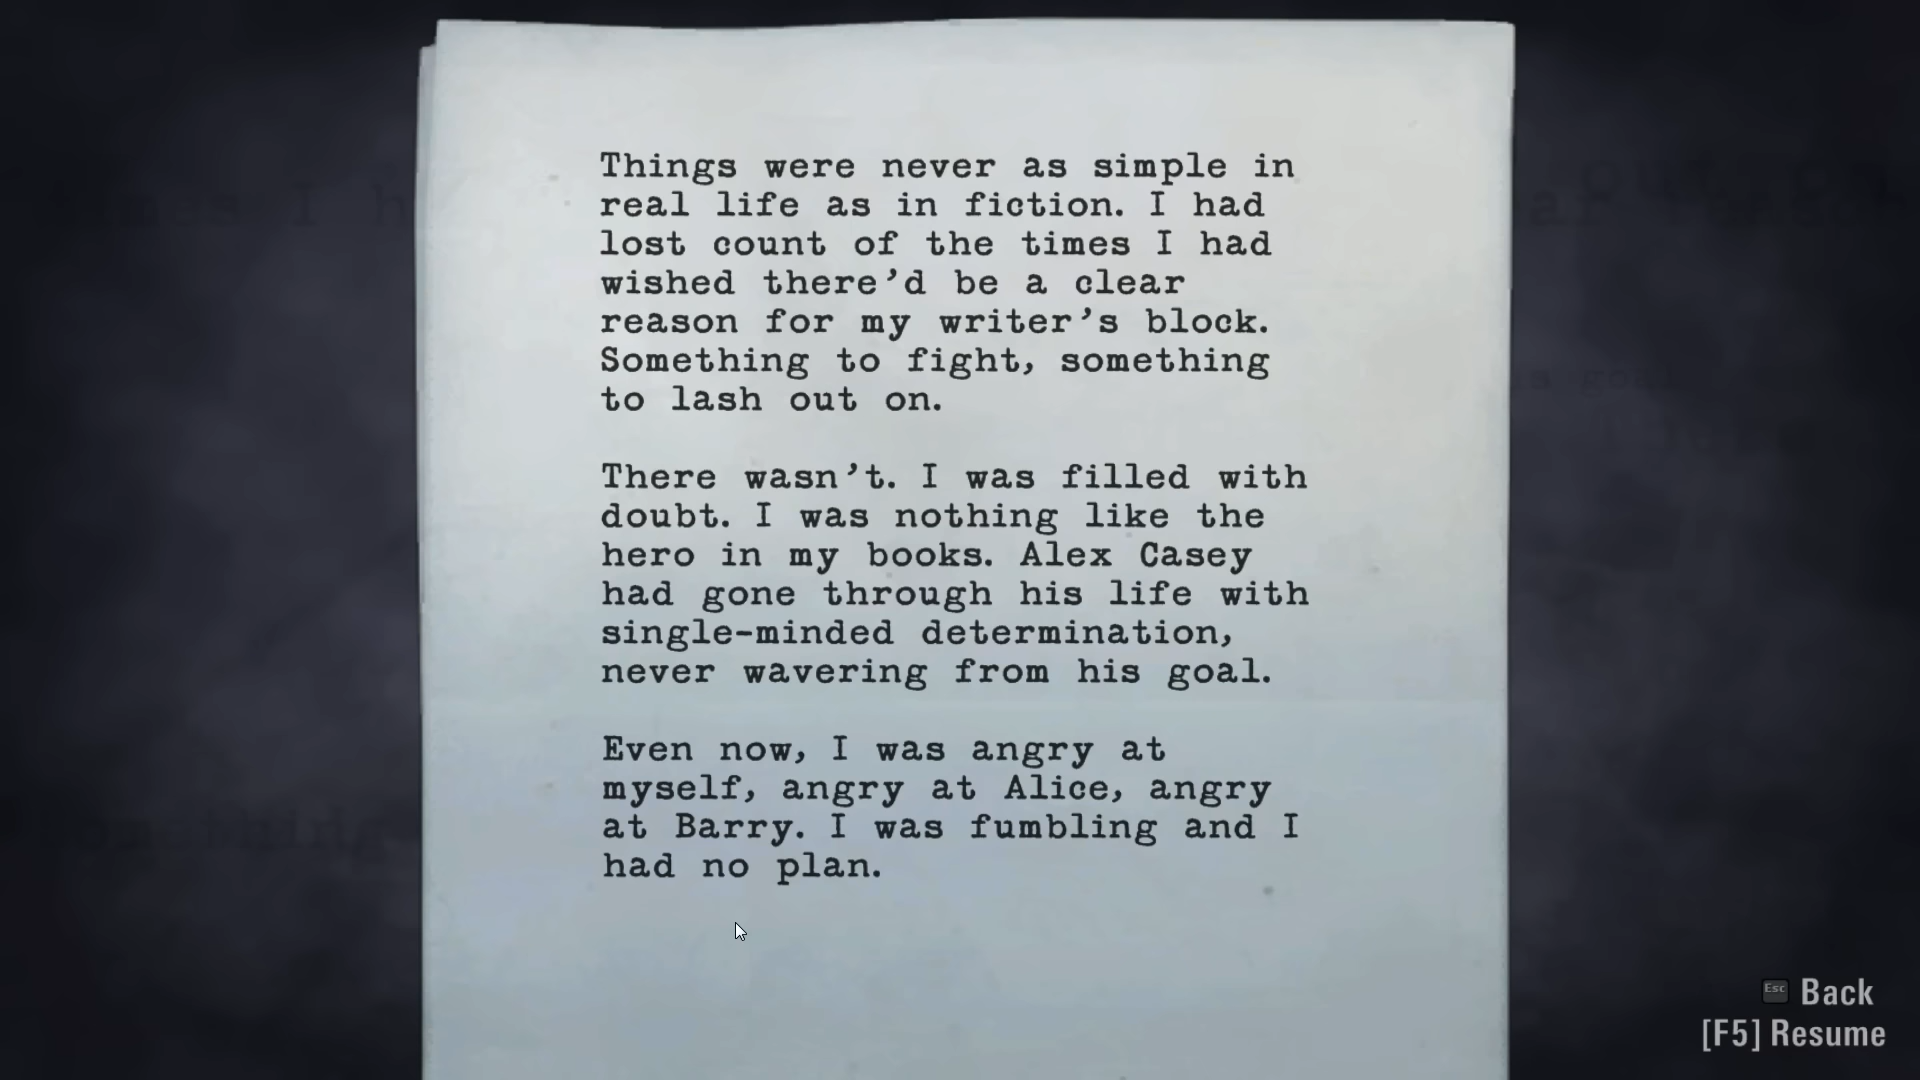 Things were never as simple in
real life as in fiction. I had
lost count of the times I had
wished there’d be a clear
reason for my writer’s block.
Something to fight, something
to lash out on.
There wasn’t. I was filled with
doubt. I was nothing like the
hero in my books. Alex Casey
had gone through his life with
single-minded determination,
never wavering from his goal.
Even now, I was angry at
myself, angry at Alice, angry
at Barry. I was fumbling and I
had no plan.
Esc Back
[F5] Resume